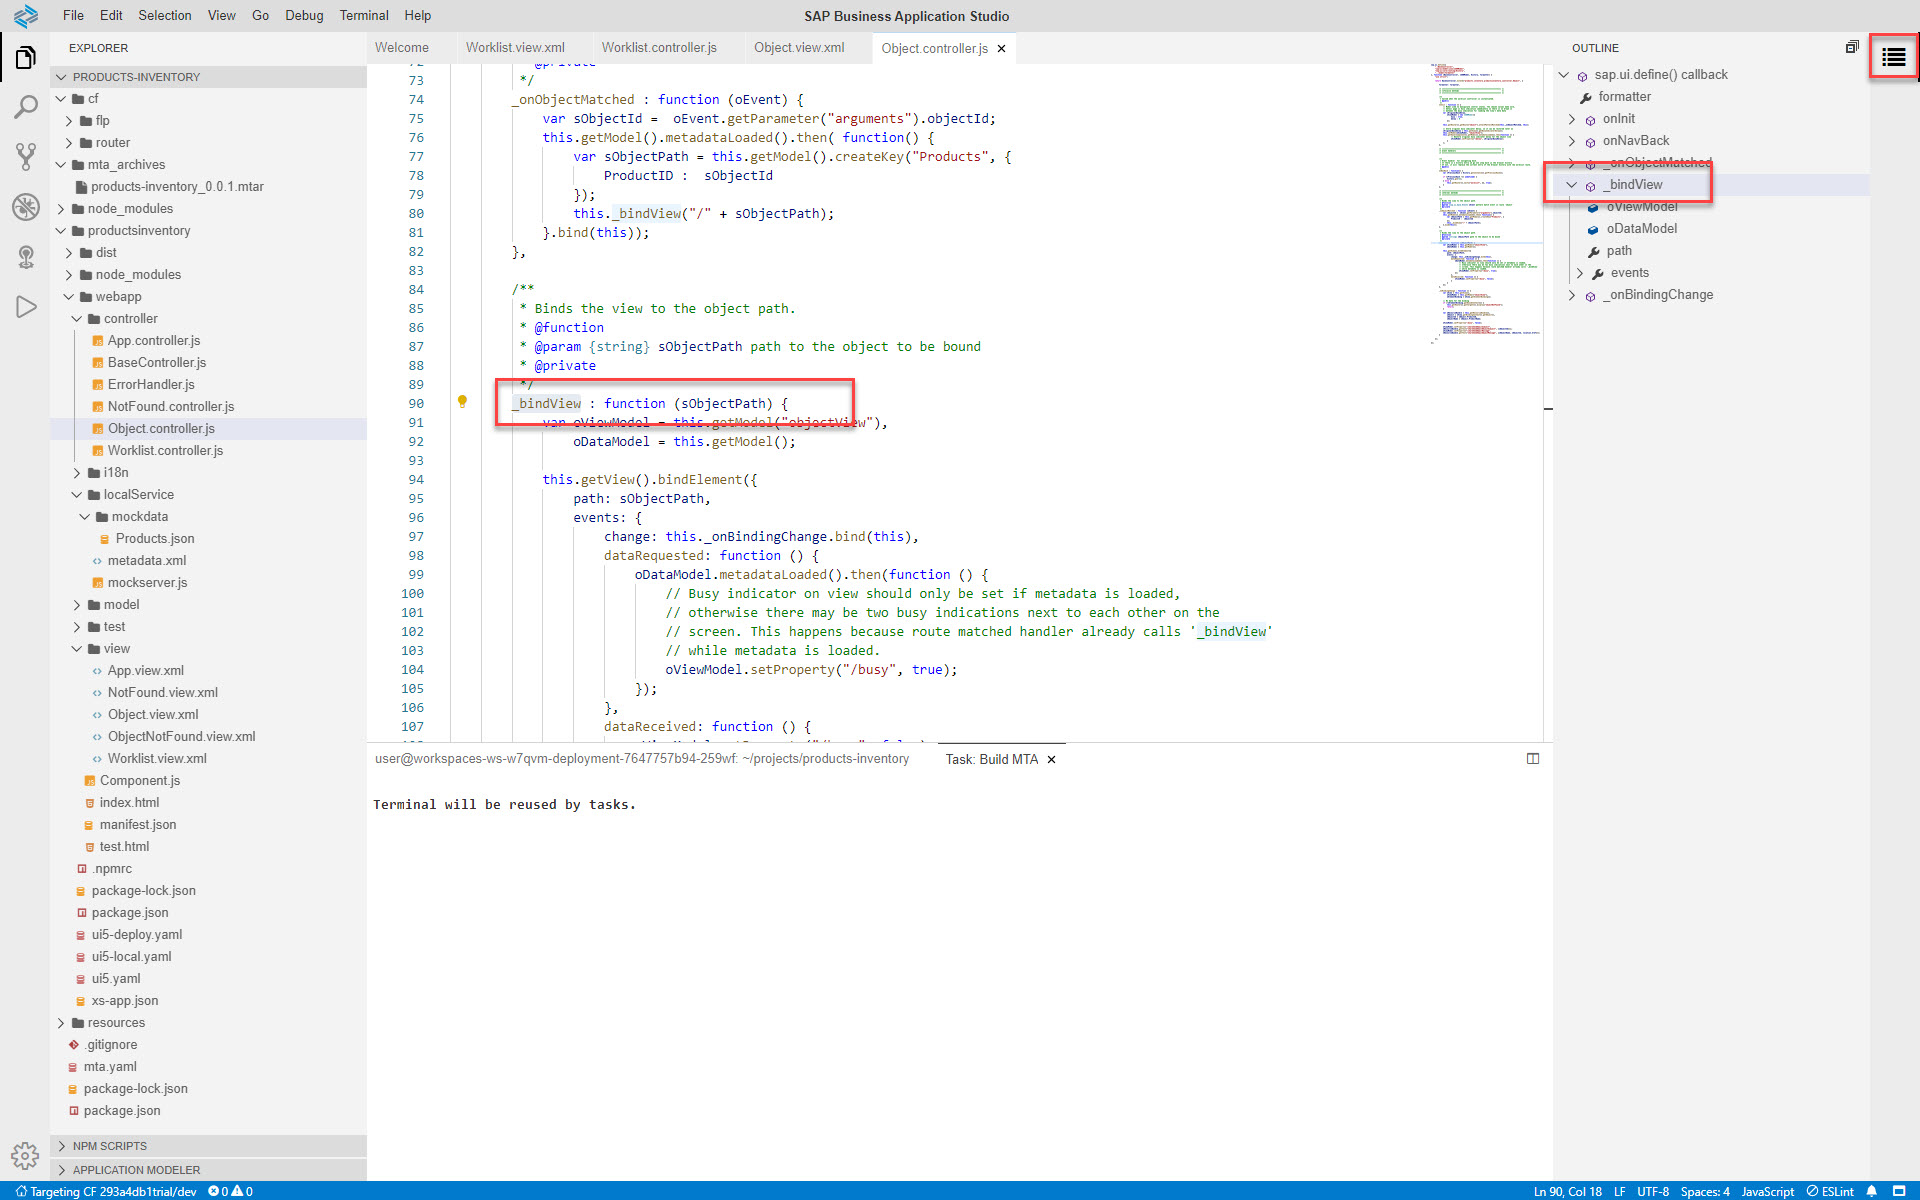 File Edit Selection View Go Debug Terminal Help
SAP Business Application Studio
EXPLORER
PRODUCTS-INVENTORY
cf
flp
router
mta_archives
products-inventory_0.0.1.mtar
node_modules
productsinventory
dist
node_modules
webapp
controller
App.controller.js
BaseController.js
ErrorHandler.js
NotFound.controller.js
Object.controller.js
Worklist.controller.js
i18n
localService
mockdata
Products.json
metadata.xml
mockserver.js
model
test
view
App.view.xml
NotFound.view.xml
Object.view.xml
ObjectNotFound.view.xml
Worklist.view.xml
Component.js
index.html
manifest.json
test.html
.npmrc
package-lock.json
package.json
ui5-deploy.yaml
ui5-local.yaml
ui5.yaml
xs-app.json
resources
.gitignore
mta.yaml
package-lock.json
package.json
NPM SCRIPTS
APPLICATION MODELER
Welcome Worklist.view.xml Worklist.controller.js Object.view.xml Object.controller.js
72 * @private
73 */
74 _onObjectMatched : function (oEvent) {
75 var sObjectId =  oEvent.getParameter("arguments").objectId;
76 this.getModel().metadataLoaded().then( function() {
77 var sObjectPath = this.getModel().createKey("Products", {
78 ProductID :  sObjectId
79 });
80 this._bindView("/" + sObjectPath);
81 }.bind(this));
82 },
83
84 /**
85 * Binds the view to the object path.
86 * @function
87 * @param {string} sObjectPath path to the object to be bound
88 * @private
89 */
90 _bindView : function (sObjectPath) {
91 var oViewModel = this.getModel("objectView"),
92 oDataModel = this.getModel();
93
94 this.getView().bindElement({
95 path: sObjectPath,
96 events: {
97 change: this._onBindingChange.bind(this),
98 dataRequested: function () {
99 oDataModel.metadataLoaded().then(function () {
100 // Busy indicator on view should only be set if metadata is loaded,
101 // otherwise there may be two busy indications next to each other on the
102 // screen. This happens because route matched handler already calls '_bindView'
103 // while metadata is loaded.
104 oViewModel.setProperty("/busy", true);
105 });
106 },
107 dataReceived: function () {
user@workspaces-ws-w7qvm-deployment-7647757b94-259wf: ~/projects/products-inventory Task: Build MTA
Terminal will be reused by tasks.
OUTLINE
sap.ui.define() callback
formatter
onInit
onNavBack
_onObjectMatched
_bindView
oViewModel
oDataModel
path
events
_onBindingChange
Targeting CF 293a4db1trial/dev 0 0
Ln 90, Col 18 LF UTF-8 Spaces: 4 JavaScript ESLint